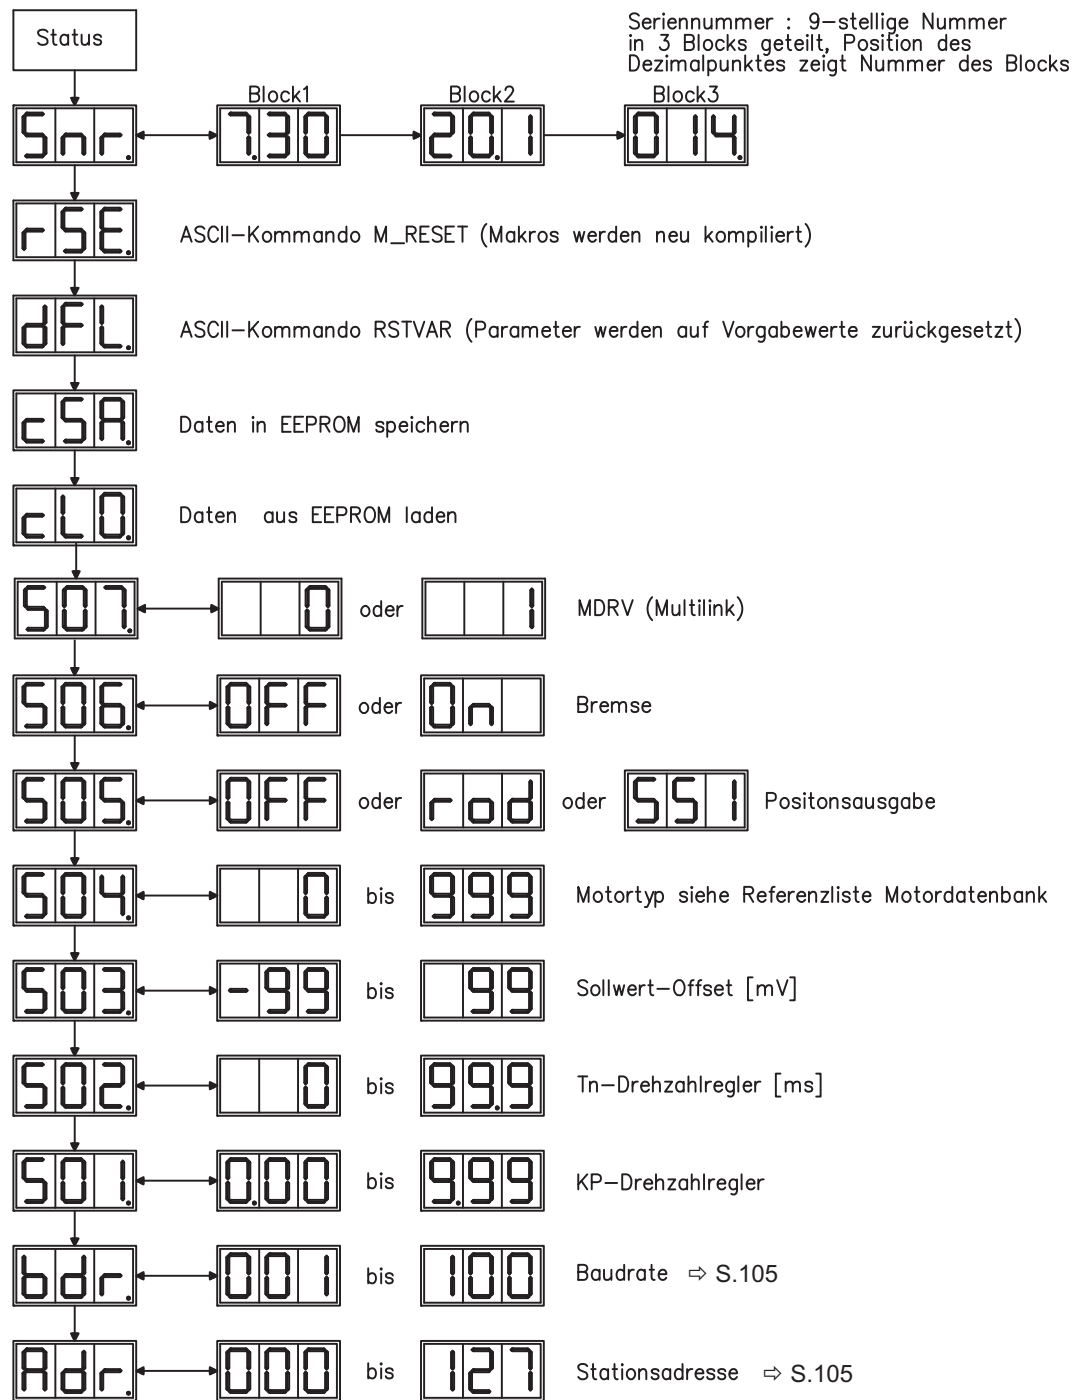 Status
Seriennummer : 9-stellige Nummer
in 3 Blocks geteilt, Position des
Dezimalpunktes zeigt Nummer des Blocks
Block1 Block2 Block3
Snr. 7.30 20.1 014.
rSE. ASCII-Kommando M_RESET (Makros werden neu kompiliert)
dFL. ASCII-Kommando RSTVAR (Parameter werden auf Vorgabewerte zurückgesetzt)
cSA. Daten in EEPROM speichern
cLO. Daten aus EEPROM laden
S07. 0 oder 1 MDRV (Multilink)
S06. OFF oder On Bremse
S05. OFF oder rod oder SSI Positonsausgabe
S04. 0 bis 999 Motortyp siehe Referenzliste Motordatenbank
S03. -99 bis 99 Sollwert-Offset [mV]
S02. 0 bis 99.9 Tn-Drehzahlregler [ms]
S01. 0.00 bis 9.99 KP-Drehzahlregler
bdr. 001 bis 100 Baudrate ⇨ S.105
Adr. 000 bis 127 Stationsadresse ⇨ S.105